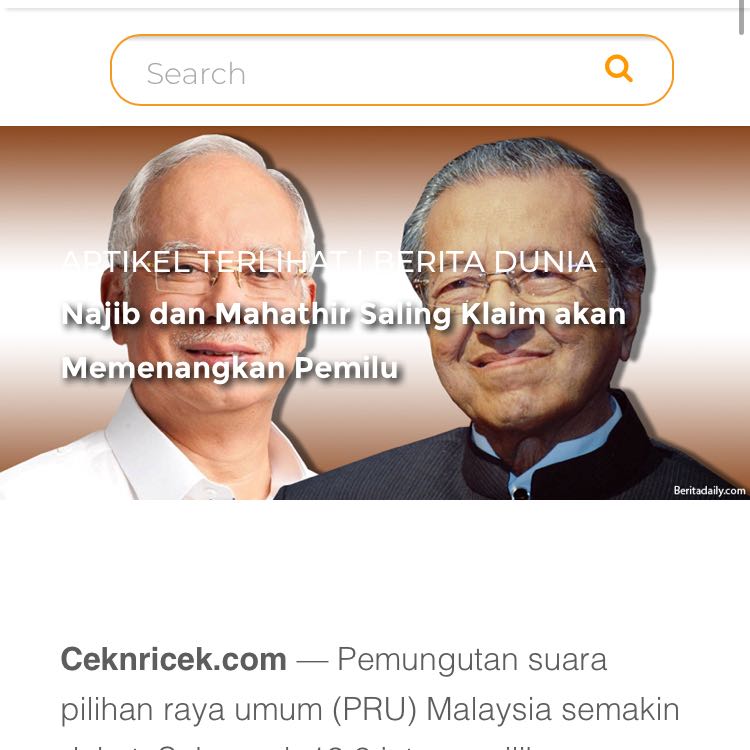 Search
ARTIKEL TERLIHAT | BERITA DUNIA
Najib dan Mahathir Saling Klaim akan
Memenangkan Pemilu
Beritadaily.com
Ceknricek.com — Pemungutan suara
pilihan raya umum (PRU) Malaysia semakin